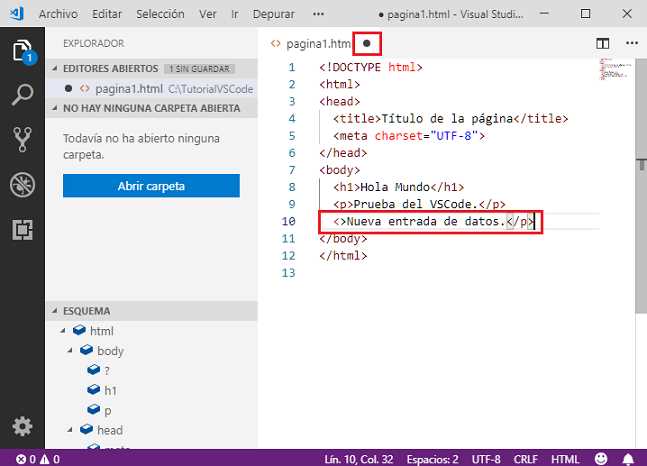 Archivo Editar Selección Ver Ir Depurar ··· ● pagina1.html - Visual Studi...
EXPLORADOR
EDITORES ABIERTOS 1 SIN GUARDAR
● <> pagina1.html C:\TutorialVSCode
NO HAY NINGUNA CARPETA ABIERTA
Todavía no ha abierto ninguna
carpeta.
Abrir carpeta
ESQUEMA
html
body
?
h1
p
head
1
<> pagina1.html ●
1 <!DOCTYPE html>
2 <html>
3 <head>
4 <title>Título de la página</title>
5 <meta charset="UTF-8">
6 </head>
7 <body>
8 <h1>Hola Mundo</h1>
9 <p>Prueba del VSCode.</p>
10 <>Nueva entrada de datos.</p>
11 </body>
12 </html>
13
0 0 Lín. 10, Col. 32 Espacios: 2 UTF-8 CRLF HTML